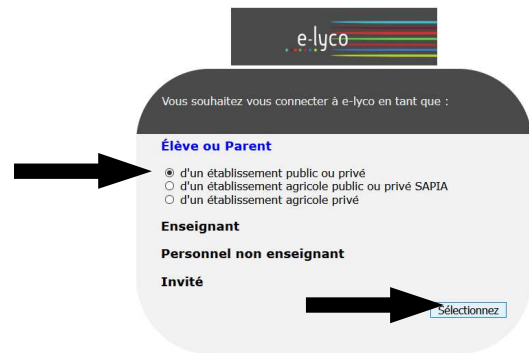 e-lyco
Vous souhaitez vous connecter à e-lyco en tant que :
Élève ou Parent
d'un établissement public ou privé
d'un établissement agricole public ou privé SAPIA
d'un établissement agricole privé
Enseignant
Personnel non enseignant
Invité
Sélectionnez